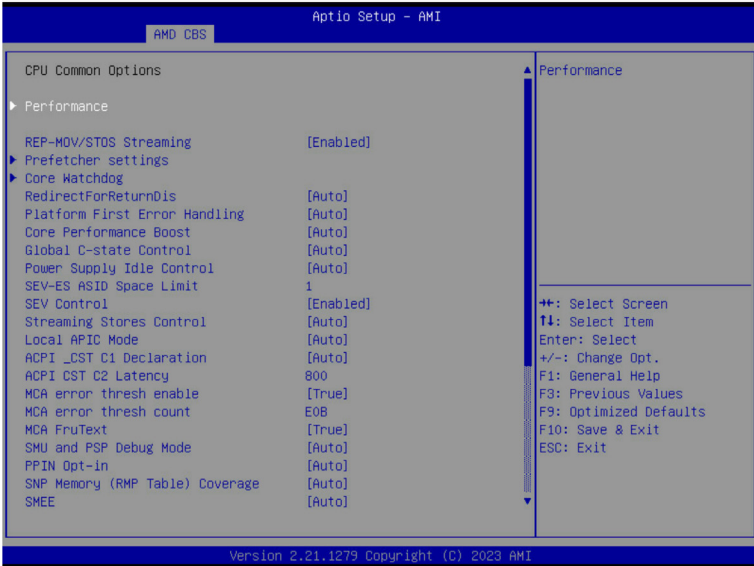 Aptio Setup - AMI
AMD CBS
CPU Common Options
Performance
REP-MOV/STOS Streaming [Enabled]
Prefetcher settings
Core Watchdog
RedirectForReturnDis [Auto]
Platform First Error Handling [Auto]
Core Performance Boost [Auto]
Global C-state Control [Auto]
Power Supply Idle Control [Auto]
SEV-ES ASID Space Limit 1
SEV Control [Enabled]
Streaming Stores Control [Auto]
Local APIC Mode [Auto]
ACPI _CST C1 Declaration [Auto]
ACPI CST C2 Latency 800
MCA error thresh enable [True]
MCA error thresh count E0B
MCA FruText [True]
SMU and PSP Debug Mode [Auto]
PPIN Opt-in [Auto]
SNP Memory (RMP Table) Coverage [Auto]
SMEE [Auto]
Performance
→←: Select Screen
↑↓: Select Item
Enter: Select
+/-: Change Opt.
F1: General Help
F3: Previous Values
F9: Optimized Defaults
F10: Save & Exit
ESC: Exit
Version 2.21.1279 Copyright (C) 2023 AMI